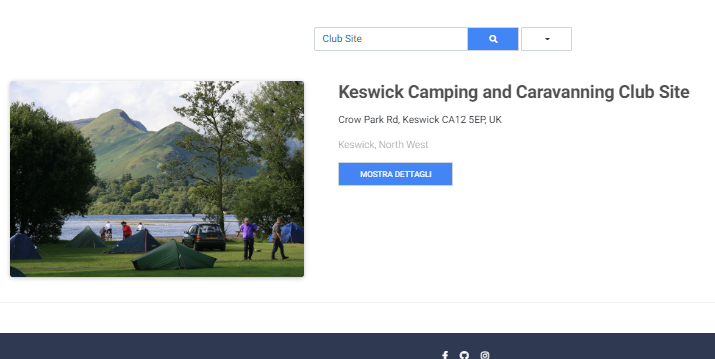 Club Site
Keswick Camping and Caravanning Club Site
Crow Park Rd, Keswick CA12 5EP, UK
Keswick, North West
MOSTRA DETTAGLI